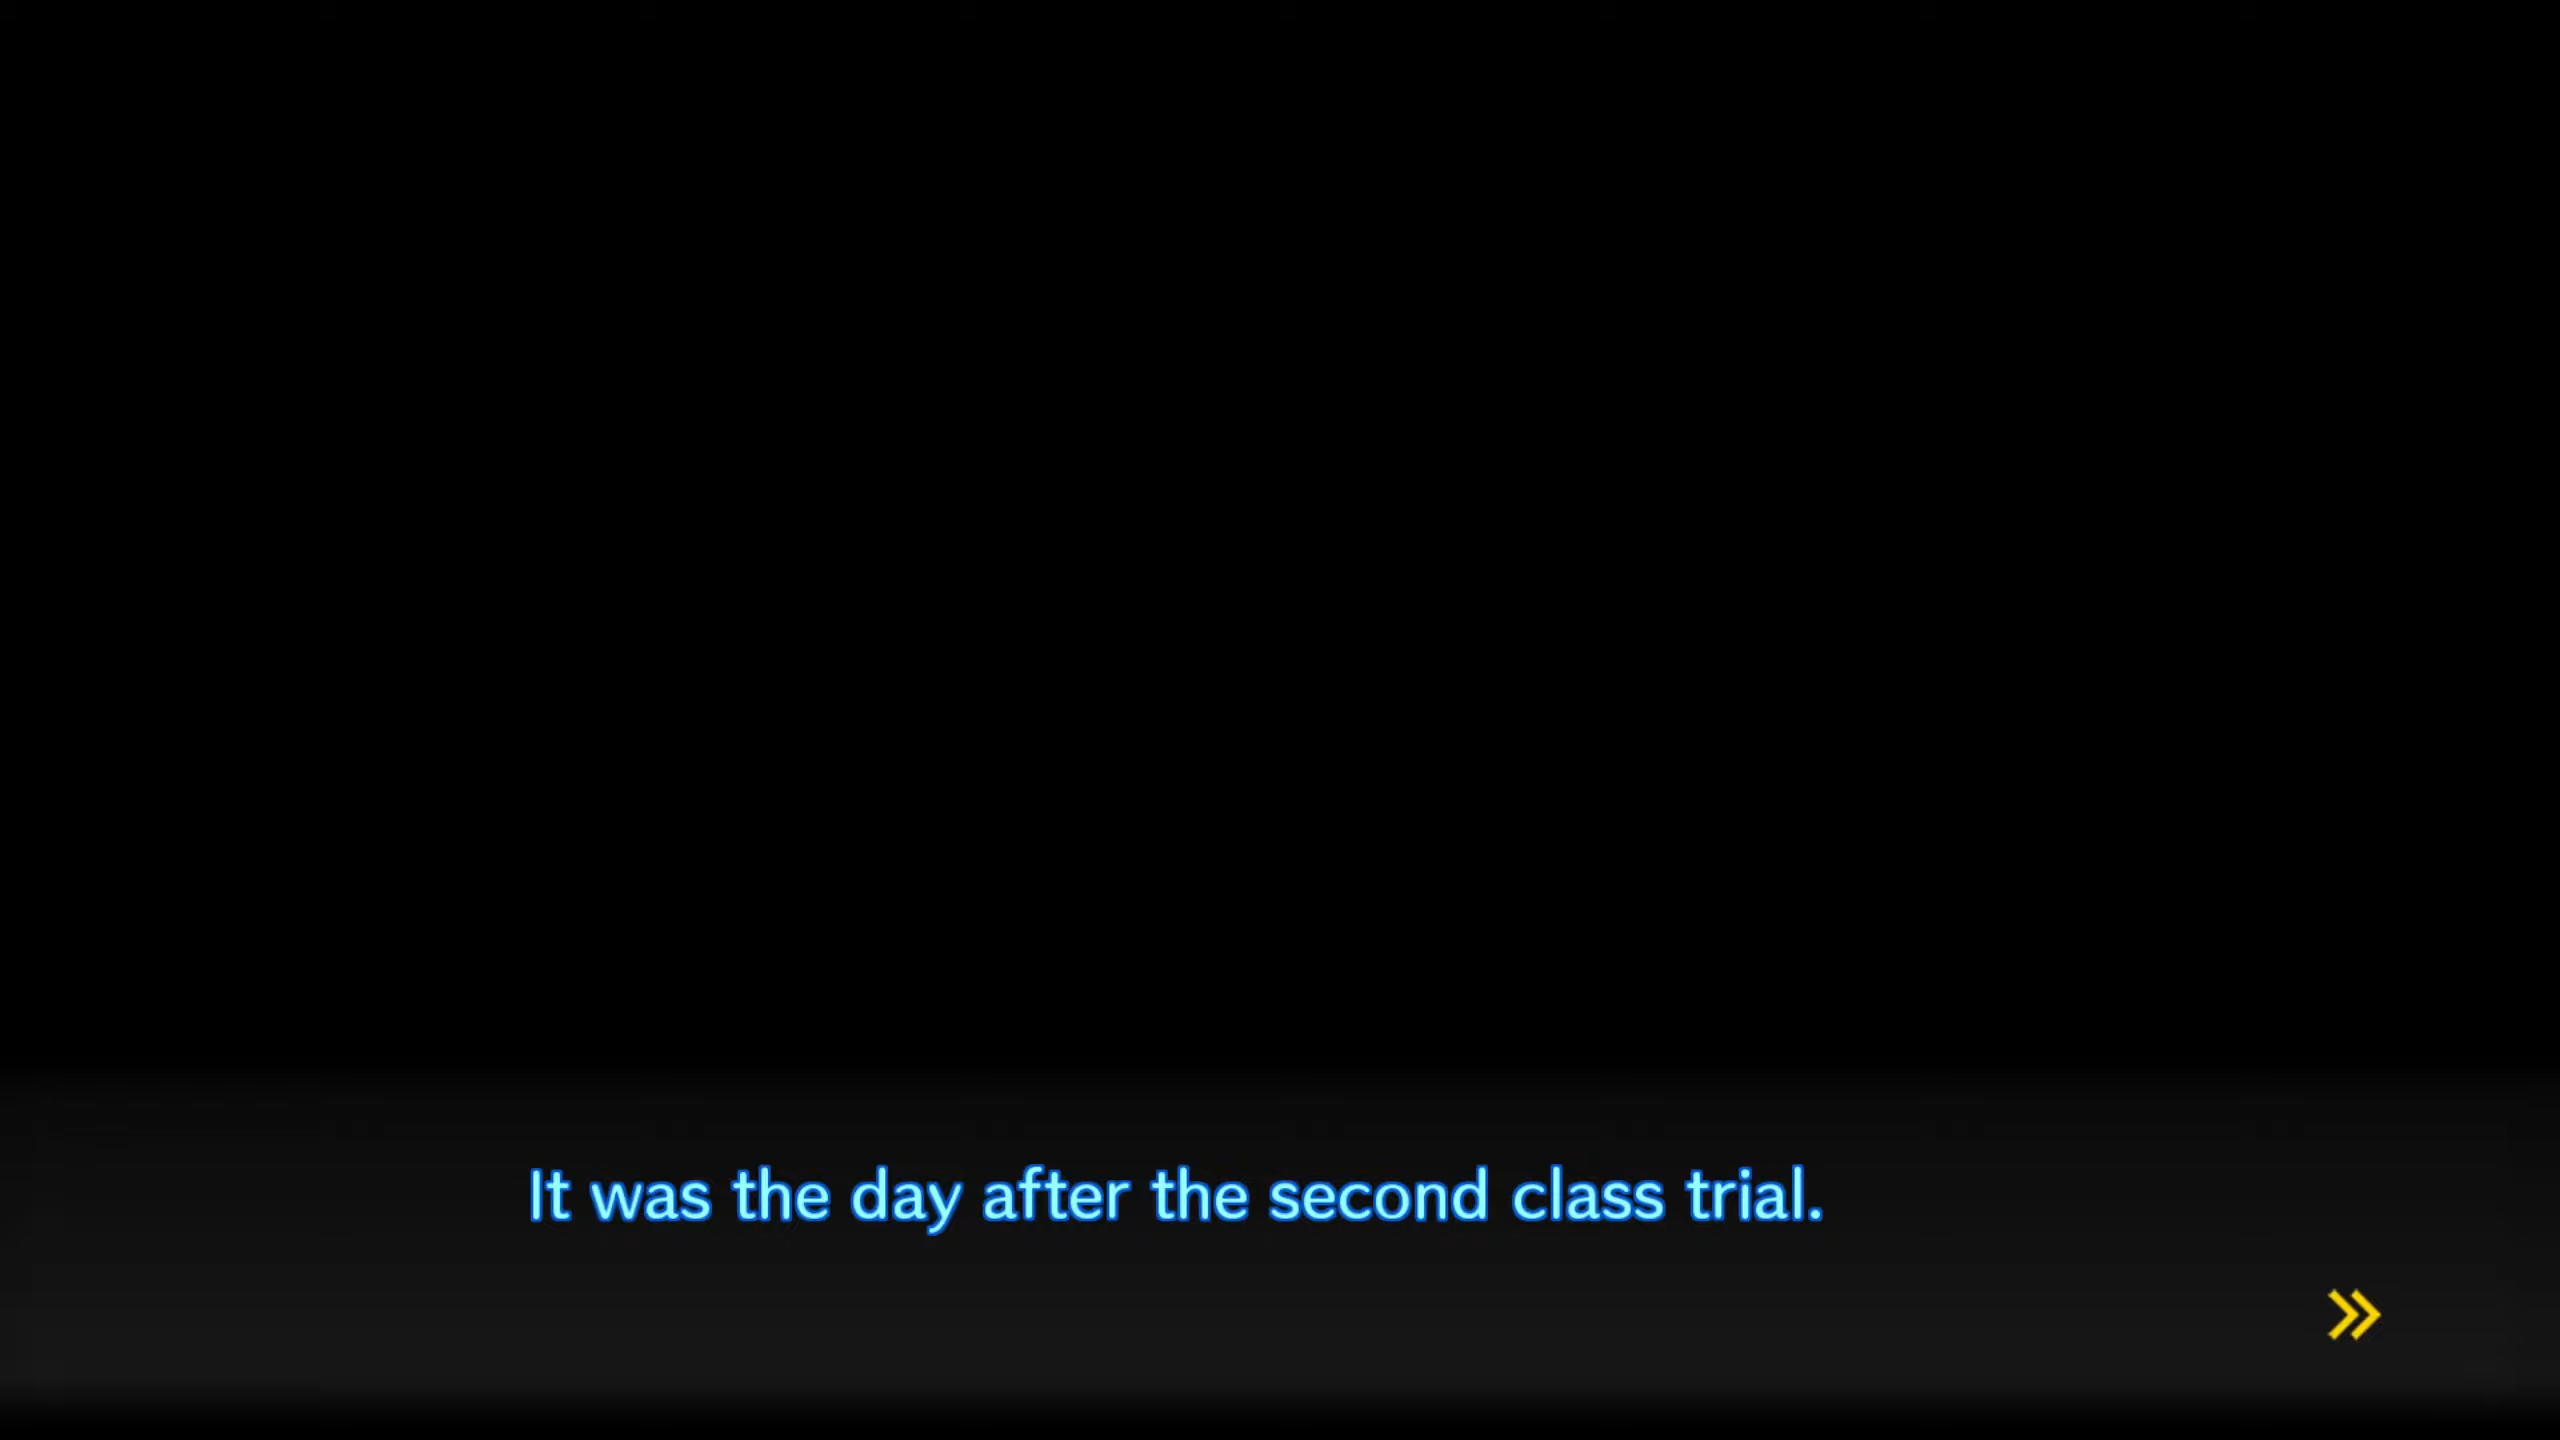 It was the day after the second class trial.